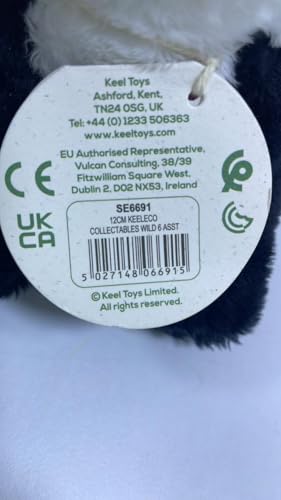 Keel Toys
Ashford, Kent,
TN24 0SG, UK
Tel: +44 (0) 1233 506363
www.keeltoys.com
EU Authorised Representative,
Vulcan Consulting, 38/39
Fitzwilliam Square West,
Dublin 2, D02 NX53, Ireland
CE
UK
CA
SE6691
12CM KEELECO
COLLECTABLES WILD 6 ASST
5 027148 066915
© Keel Toys Limited.
All rights reserved.